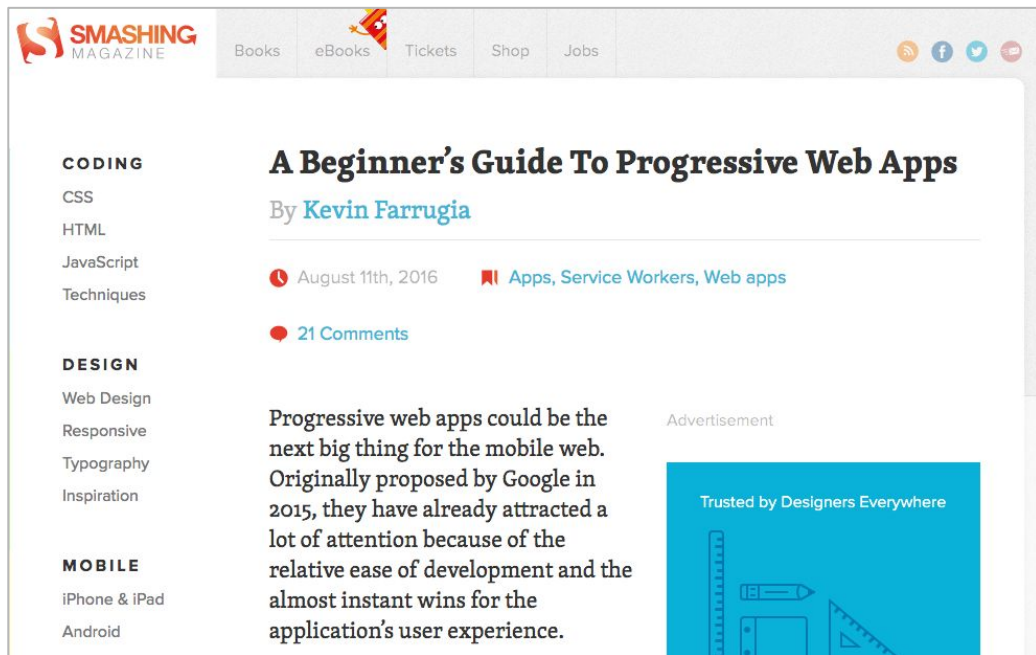 SMASHING
MAGAZINE
Books
eBooks
Tickets
Shop
Jobs
CODING
CSS
HTML
JavaScript
Techniques
DESIGN
Web Design
Responsive
Typography
Inspiration
MOBILE
iPhone & iPad
Android
A Beginner’s Guide To Progressive Web Apps
By Kevin Farrugia
August 11th, 2016
Apps, Service Workers, Web apps
21 Comments
Progressive web apps could be the
next big thing for the mobile web.
Originally proposed by Google in
2015, they have already attracted a
lot of attention because of the
relative ease of development and the
almost instant wins for the
application’s user experience.
Advertisement
Trusted by Designers Everywhere